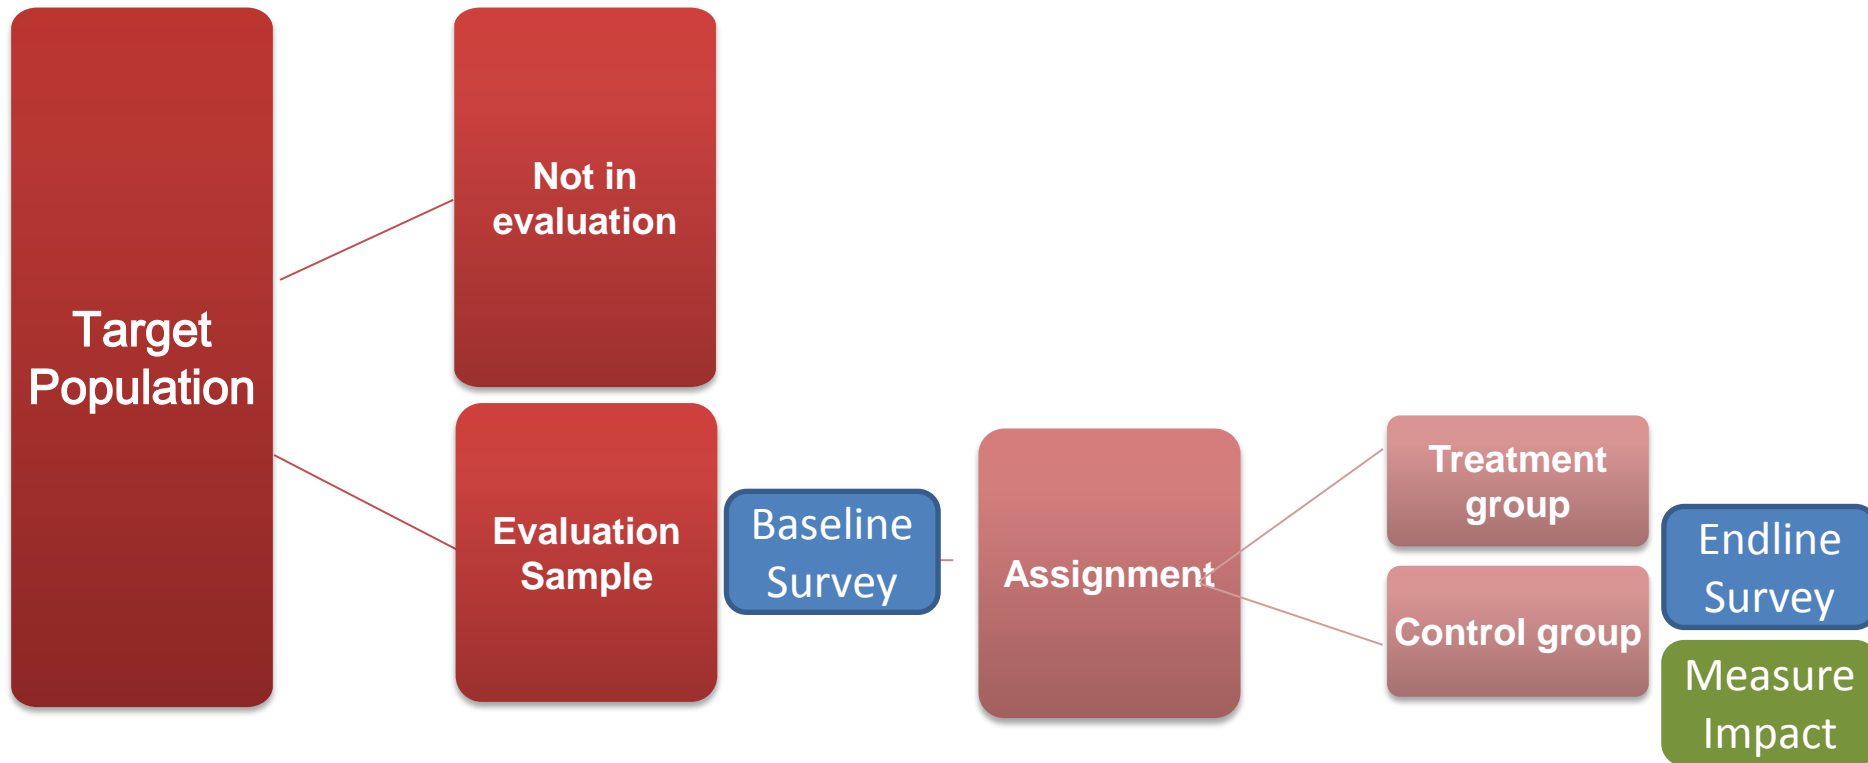 Target
Population
Not in
evaluation
Evaluation
Sample
Baseline
Survey
Assignment
Treatment
group
Control group
Endline
Survey
Measure
Impact